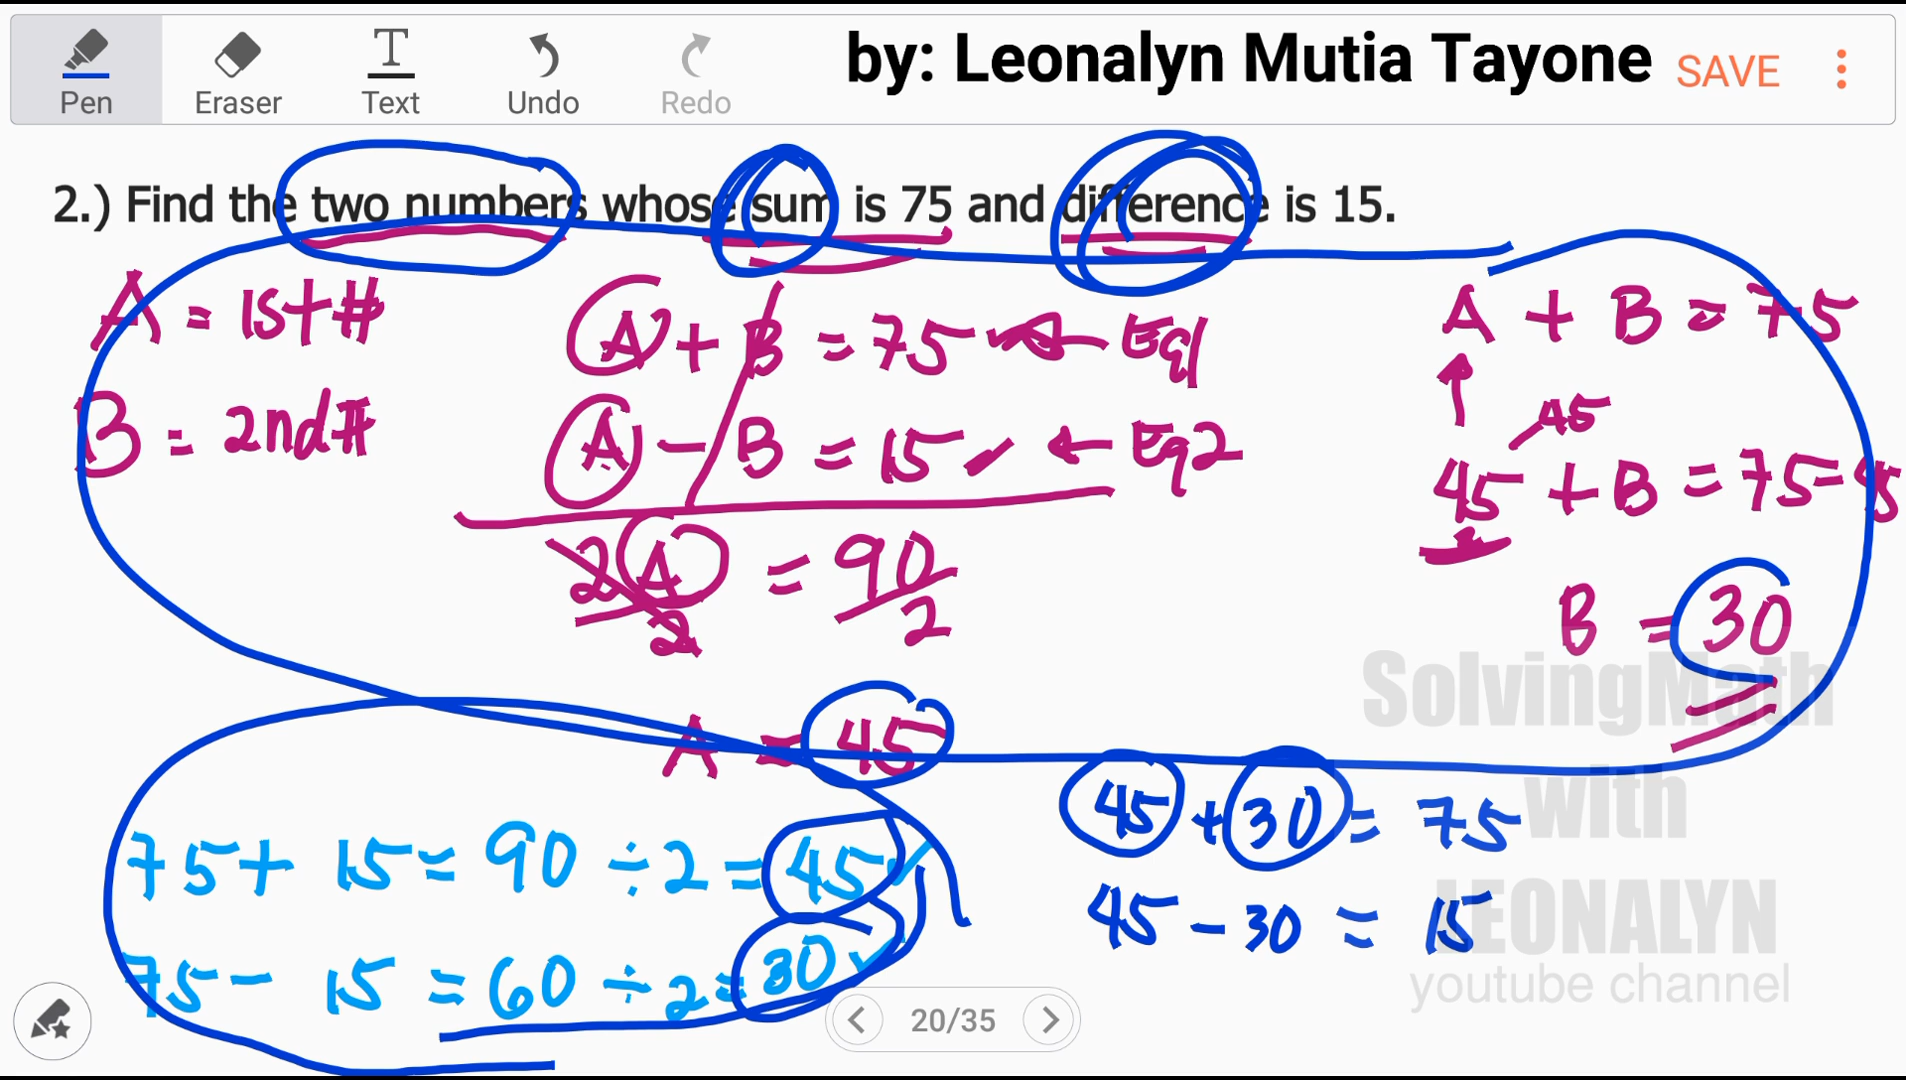 Pen Eraser Text Undo Redo by: Leonalyn Mutia Tayone SAVE
2.) Find the two numbers whose sum is 75 and difference is 15.
A = 1st #
B = 2nd #
A + B = 75 ← Eq1
A - B = 15 ← Eq2
2A = 90
2 2
A = 45
A + B = 75
45
45 + B = 75 - 45
B = 30
75 + 15 = 90 ÷ 2 = 45 ✓
75 - 15 = 60 ÷ 2 = 30 ✓
45 + 30 = 75
45 - 30 = 15
SolvingMath
with
LEONALYN
youtube channel
20/35